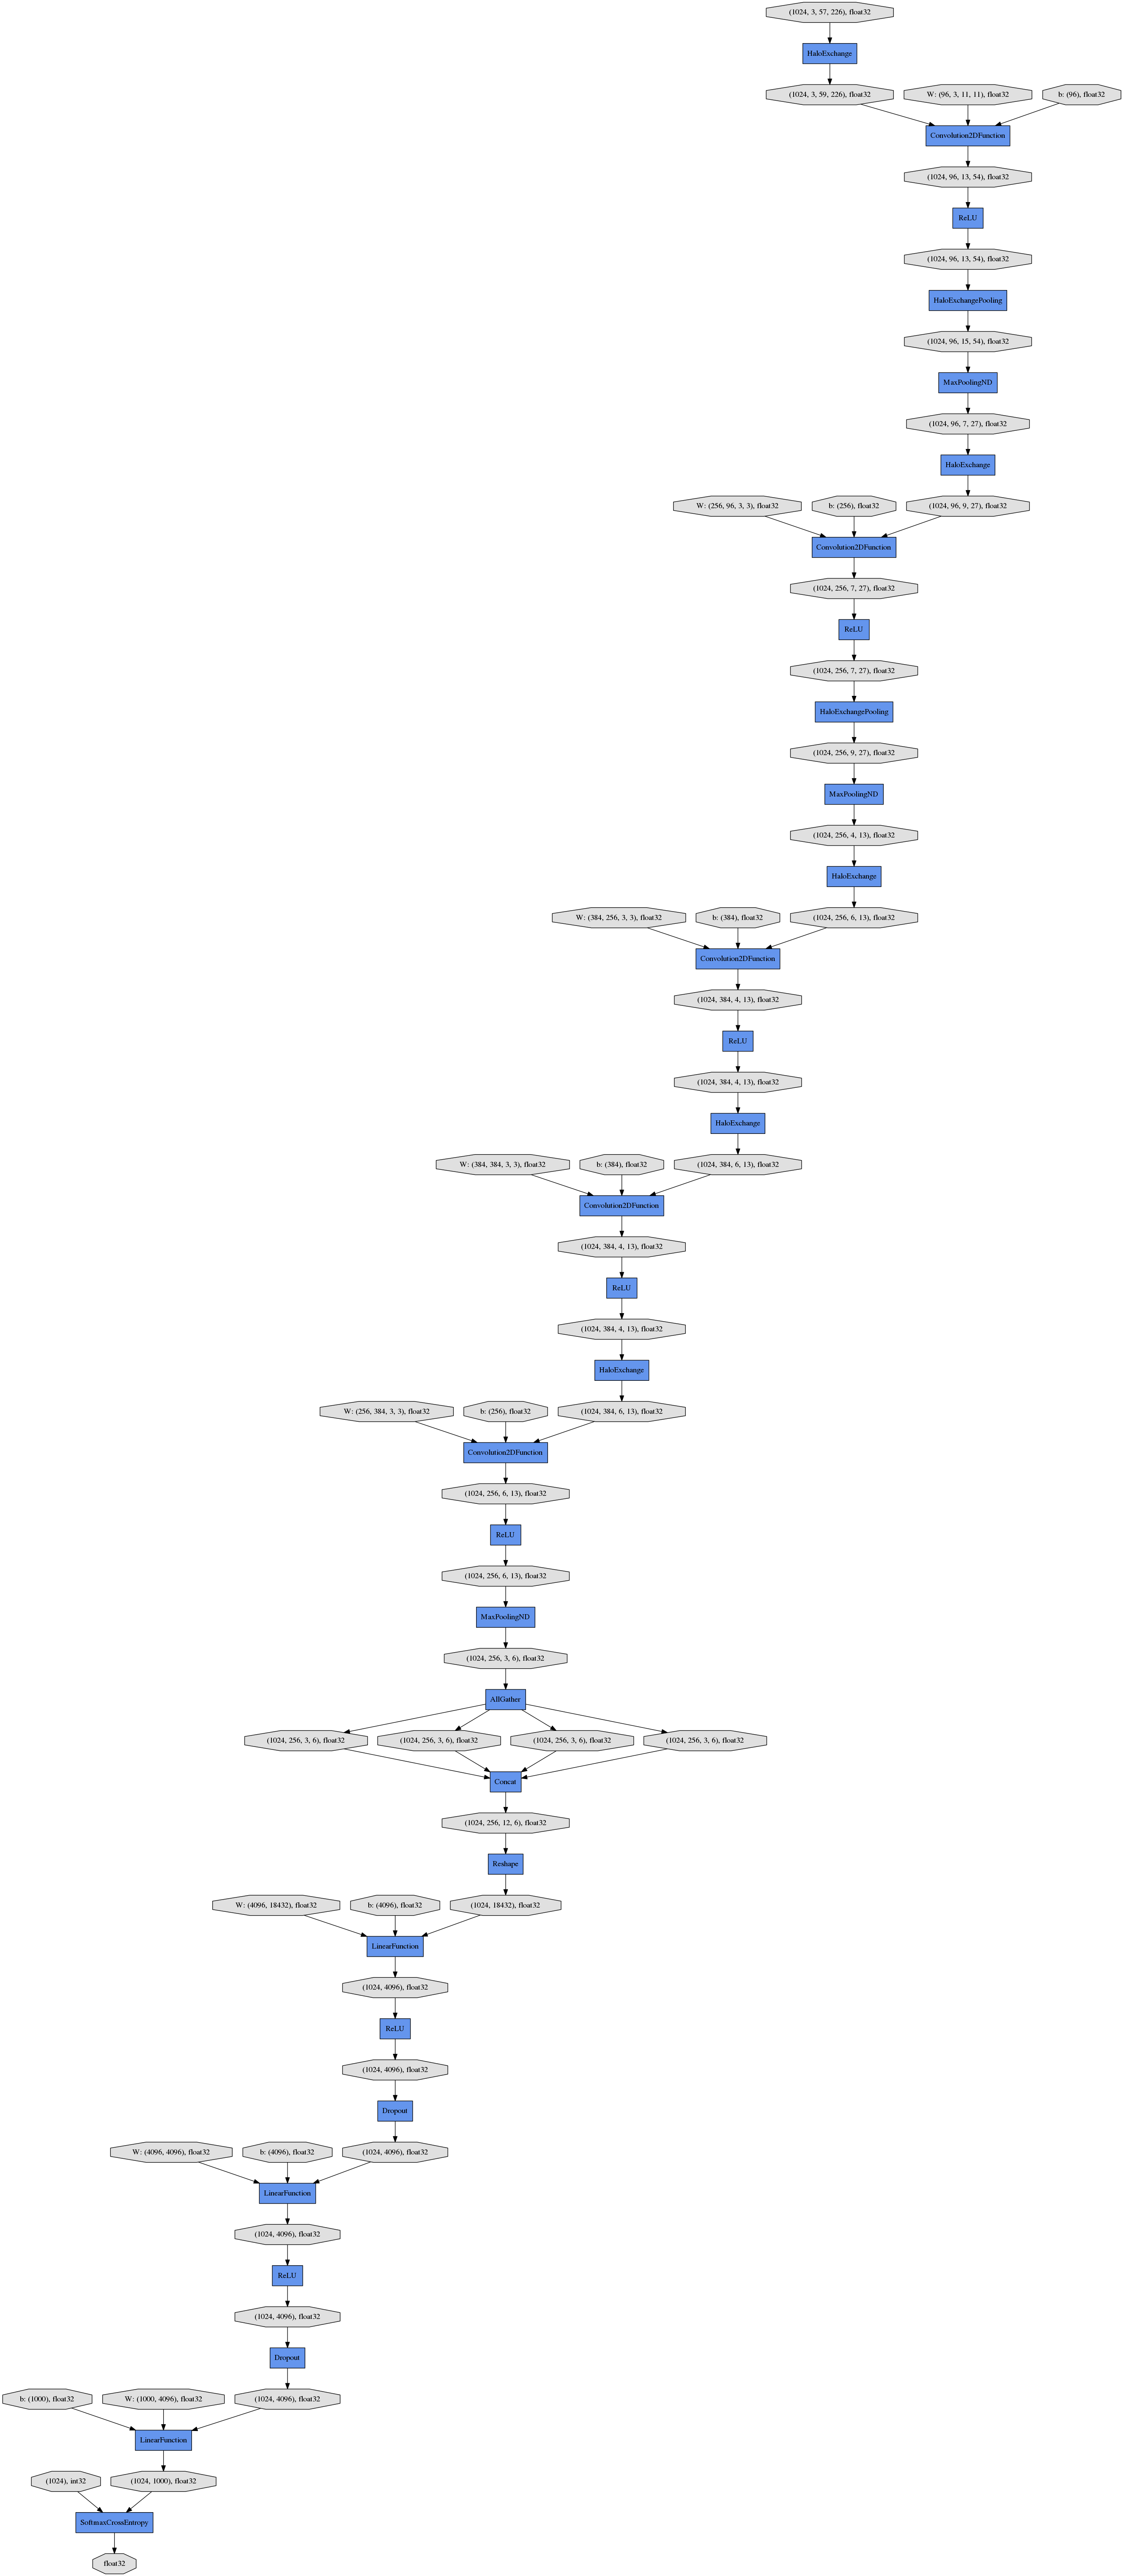 (1024, 3, 57, 226), float32
HaloExchange
(1024, 3, 59, 226), float32
W: (96, 3, 11, 11), float32
b: (96), float32
Convolution2DFunction
(1024, 96, 13, 54), float32
ReLU
(1024, 96, 13, 54), float32
HaloExchangePooling
(1024, 96, 15, 54), float32
MaxPoolingND
(1024, 96, 7, 27), float32
HaloExchange
W: (256, 96, 3, 3), float32
b: (256), float32
(1024, 96, 9, 27), float32
Convolution2DFunction
(1024, 256, 7, 27), float32
ReLU
(1024, 256, 7, 27), float32
HaloExchangePooling
(1024, 256, 9, 27), float32
MaxPoolingND
(1024, 256, 4, 13), float32
HaloExchange
W: (384, 256, 3, 3), float32
b: (384), float32
(1024, 256, 6, 13), float32
Convolution2DFunction
(1024, 384, 4, 13), float32
ReLU
(1024, 384, 4, 13), float32
HaloExchange
W: (384, 384, 3, 3), float32
b: (384), float32
(1024, 384, 6, 13), float32
Convolution2DFunction
(1024, 384, 4, 13), float32
ReLU
(1024, 384, 4, 13), float32
HaloExchange
W: (256, 384, 3, 3), float32
b: (256), float32
(1024, 384, 6, 13), float32
Convolution2DFunction
(1024, 256, 6, 13), float32
ReLU
(1024, 256, 6, 13), float32
MaxPoolingND
(1024, 256, 3, 6), float32
AllGather
(1024, 256, 3, 6), float32
(1024, 256, 3, 6), float32
(1024, 256, 3, 6), float32
(1024, 256, 3, 6), float32
Concat
(1024, 256, 12, 6), float32
Reshape
W: (4096, 18432), float32
b: (4096), float32
(1024, 18432), float32
LinearFunction
(1024, 4096), float32
ReLU
(1024, 4096), float32
Dropout
W: (4096, 4096), float32
b: (4096), float32
(1024, 4096), float32
LinearFunction
(1024, 4096), float32
ReLU
(1024, 4096), float32
Dropout
b: (1000), float32
W: (1000, 4096), float32
(1024, 4096), float32
LinearFunction
(1024), int32
(1024, 1000), float32
SoftmaxCrossEntropy
float32